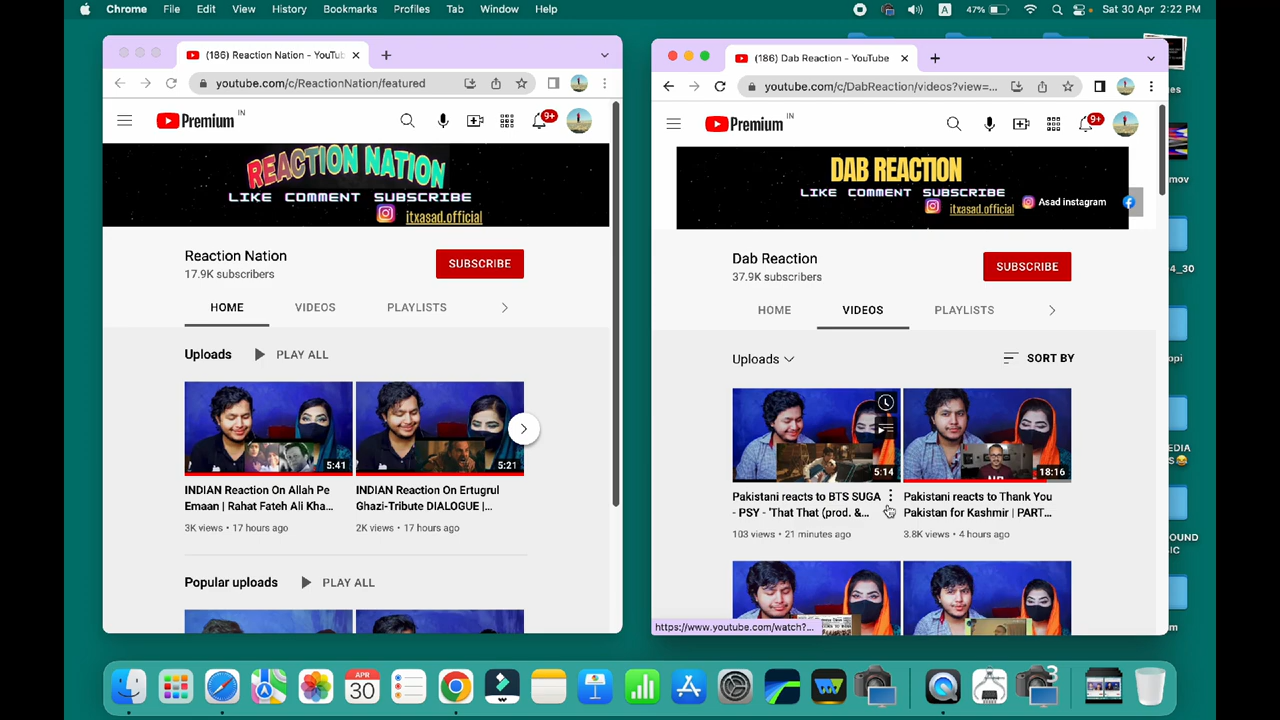 Chrome File Edit View History Bookmarks Profiles Tab Window Help A 47% Sat 30 Apr 2:22 PM
(186) Reaction Nation - YouTub
youtube.com/c/ReactionNation/featured
Premium IN 9+
REACTION NATION
LIKE COMMENT SUBSCRIBE
itxasad.official
Reaction Nation
17.9K subscribers
SUBSCRIBE
HOME VIDEOS PLAYLISTS
Uploads PLAY ALL
5:41 5:21
INDIAN Reaction On Allah Pe
Emaan | Rahat Fateh Ali Kha...
3K views • 17 hours ago
INDIAN Reaction On Ertugrul
Ghazi-Tribute DIALOGUE |...
2K views • 17 hours ago
Popular uploads PLAY ALL
(186) Dab Reaction - YouTube
youtube.com/c/DabReaction/videos?view=...
Premium IN 9+
DAB REACTION
LIKE COMMENT SUBSCRIBE
itxasad.official Asad instagram
Dab Reaction
37.9K subscribers
SUBSCRIBE
HOME VIDEOS PLAYLISTS
Uploads SORT BY
5:14 18:16
Pakistani reacts to BTS SUGA
- PSY - 'That That (prod. &...
103 views • 21 minutes ago
Pakistani reacts to Thank You
Pakistan for Kashmir | PART...
3.8K views • 4 hours ago
https://www.youtube.com/watch?...
es
mov
4_30
opi
EDIA
S😂
OUND
IC
m
APR
30
3